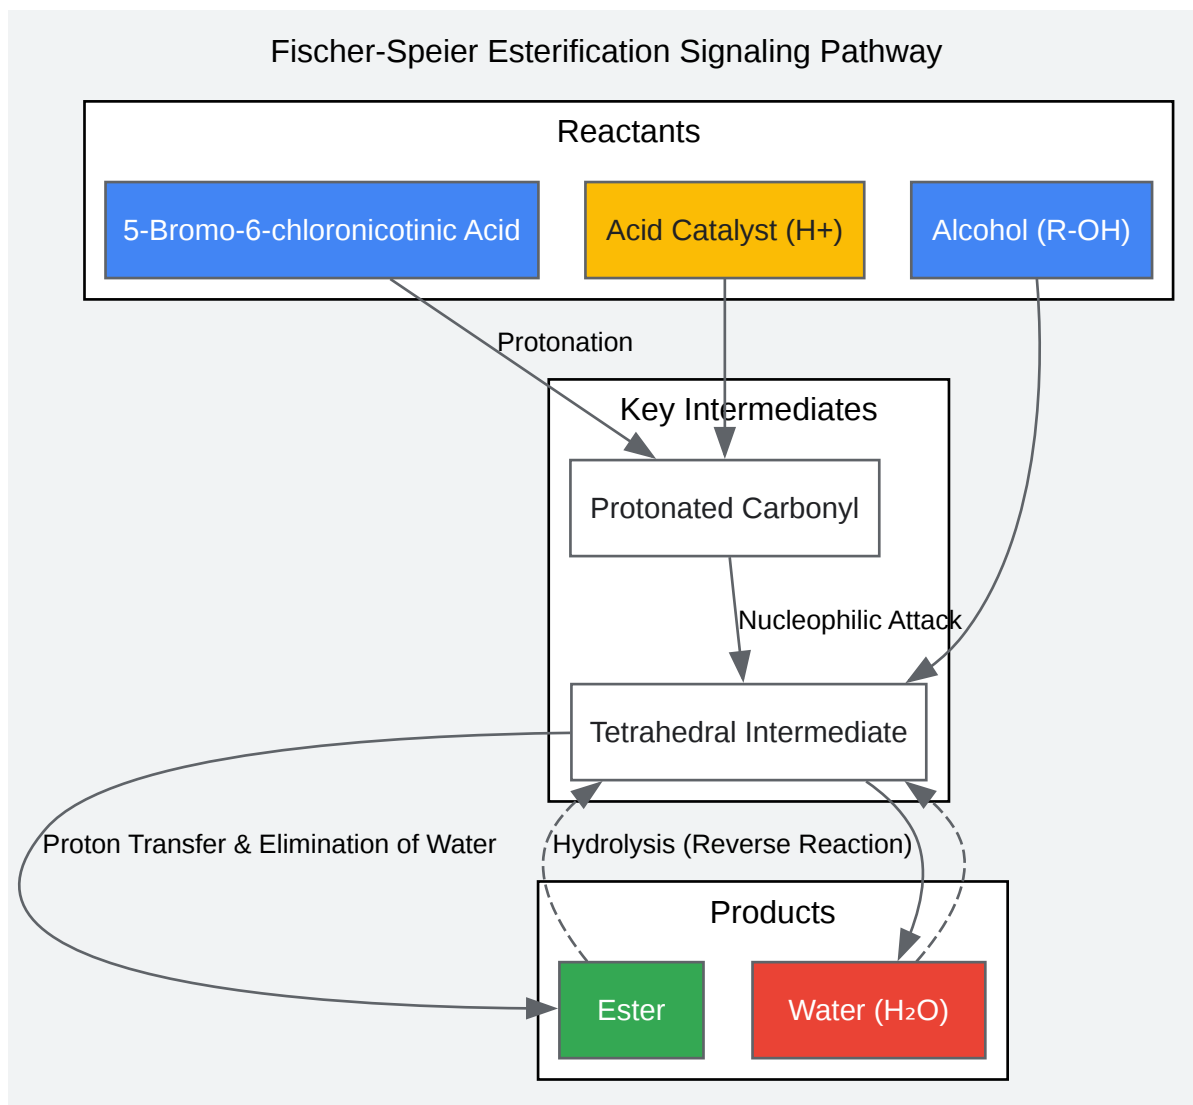 Fischer-Speier Esterification Signaling Pathway
Reactants
5-Bromo-6-chloronicotinic Acid
Acid Catalyst (H+)
Alcohol (R-OH)
Protonation
Key Intermediates
Protonated Carbonyl
Nucleophilic Attack
Tetrahedral Intermediate
Proton Transfer & Elimination of Water
Hydrolysis (Reverse Reaction)
Products
Ester
Water (H₂O)